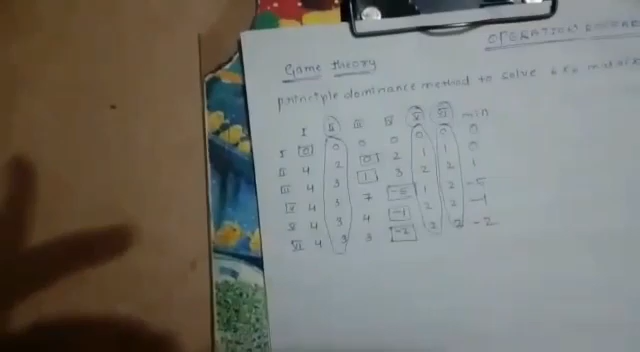 OPERATION RESEAR
Game theory
principle dominance method to solve 6x6 matrix
I II III IV V VI min
I 0 0 0 0 0 0 0
II 4 2 0 2 1 1 0
III 4 3 1 3 2 2 1
IV 4 3 7 -5 1 2 -5
V 4 3 4 -1 2 2 -1
VI 4 3 3 -2 2 2 -2